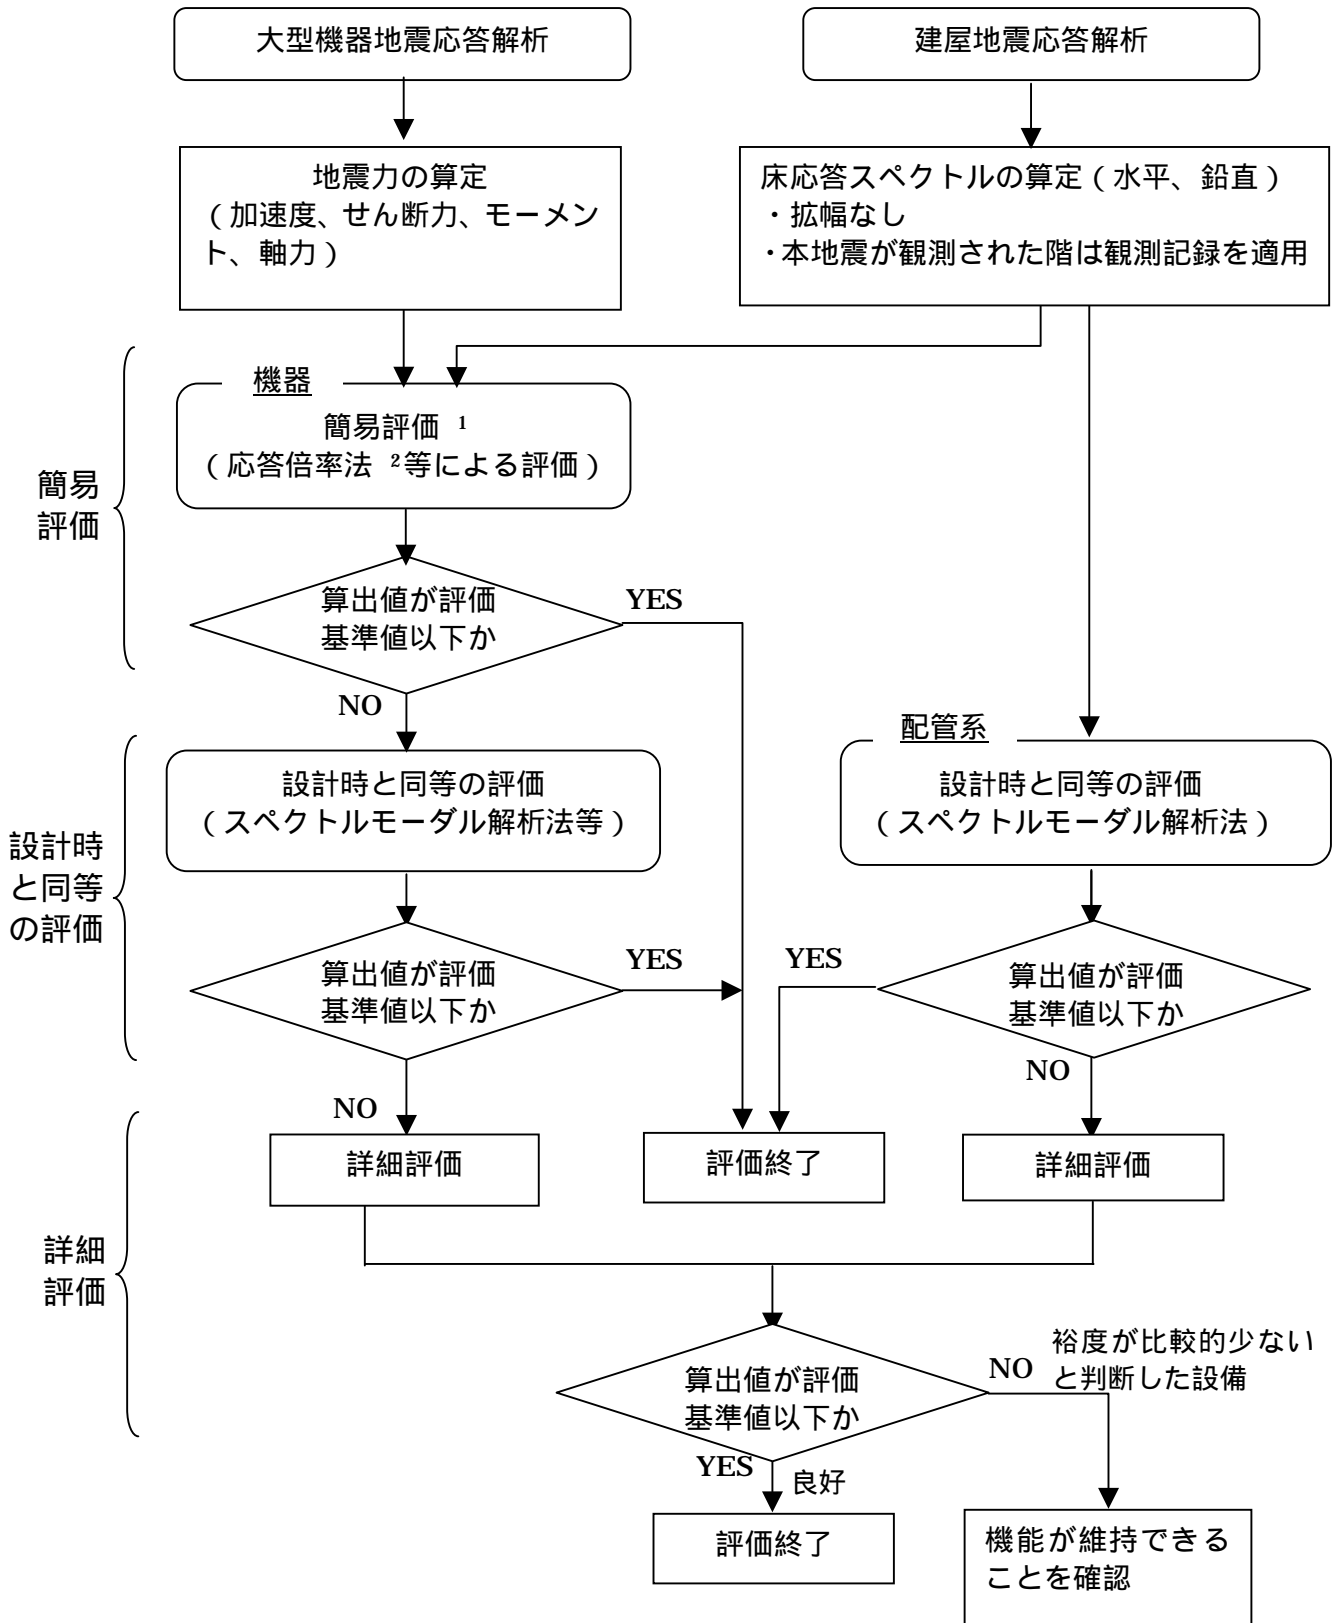 大型機器地震応答解析
建屋地震応答解析
地震力の算定
（加速度、せん断力、モーメン
ト、軸力）
床応答スペクトルの算定（水平、鉛直）
・拡幅なし
・本地震が観測された階は観測記録を適用
簡易
評価
機器
簡易評価 1
（応答倍率法 2等による評価）
算出値が評価
基準値以下か
YES
NO
設計時
と同等
の評価
設計時と同等の評価
（スペクトルモーダル解析法等）
配管系
設計時と同等の評価
（スペクトルモーダル解析法）
算出値が評価
基準値以下か
YES
YES
算出値が評価
基準値以下か
NO
NO
詳細評価
評価終了
詳細評価
詳細
評価
算出値が評価
基準値以下か
NO
裕度が比較的少ない
と判断した設備
YES
良好
評価終了
機能が維持できる
ことを確認